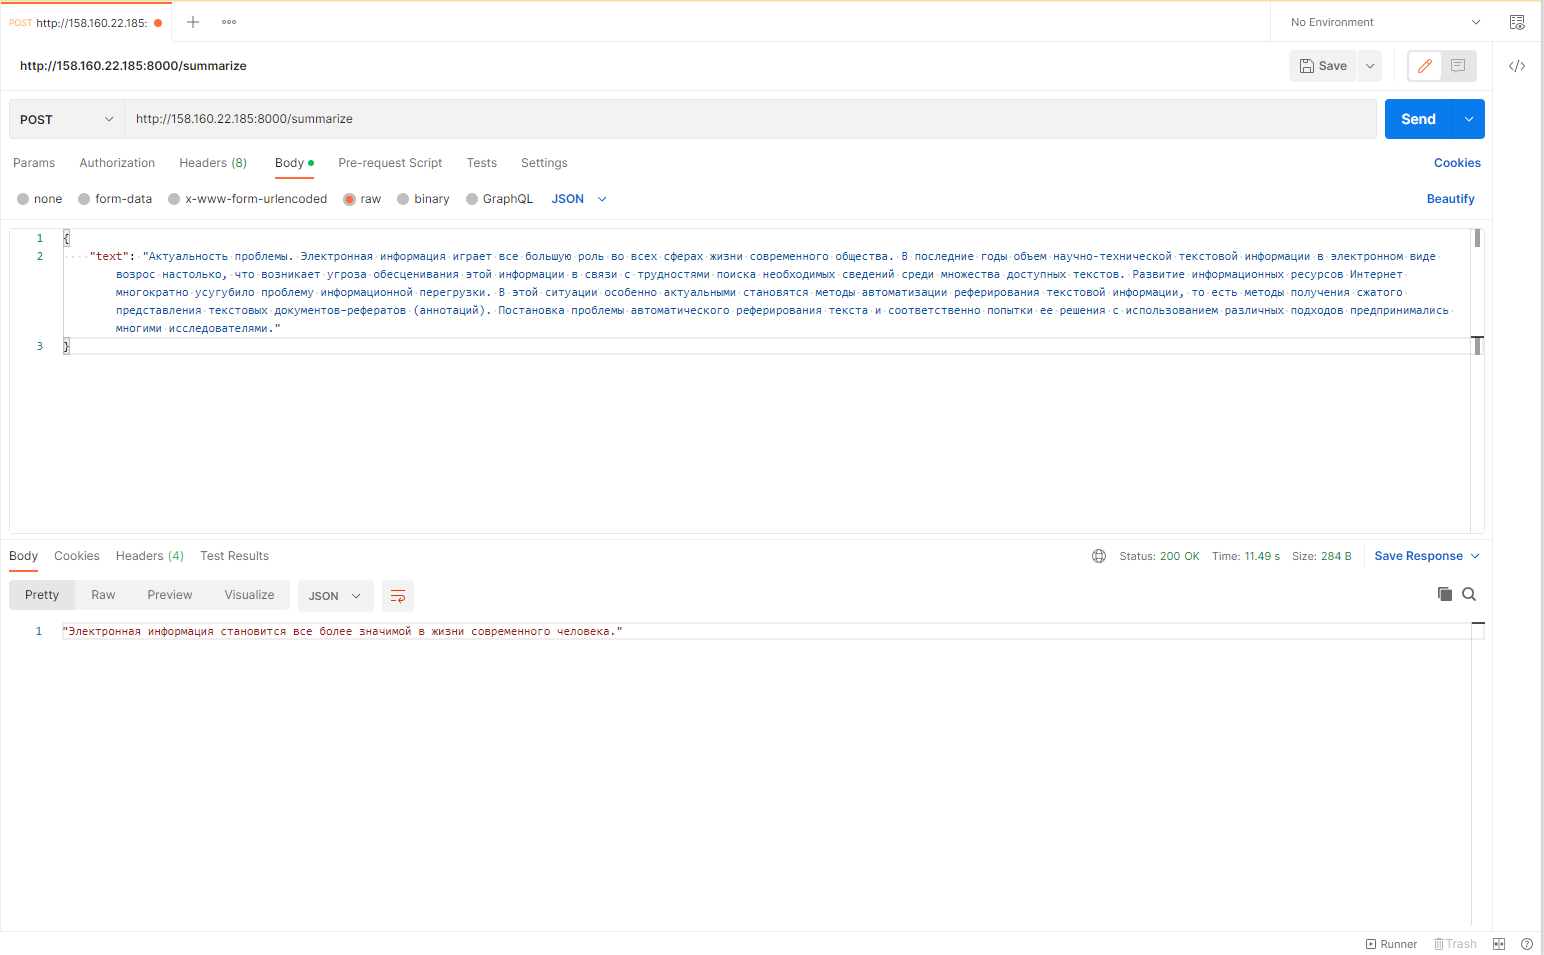 POST http://158.160.22.185:
No Environment
http://158.160.22.185:8000/summarize
Save
POST
http://158.160.22.185:8000/summarize
Send
Params Authorization Headers (8) Body Pre-request Script Tests Settings Cookies
none form-data x-www-form-urlencoded raw binary GraphQL JSON Beautify
1 {
2 "text": "Актуальность проблемы. Электронная информация играет все большую роль во всех сферах жизни современного общества. В последние годы объем научно-технической текстовой информации в электронном виде
возрос настолько, что возникает угроза обесценивания этой информации в связи с трудностями поиска необходимых сведений среди множества доступных текстов. Развитие информационных ресурсов Интернет
многократно усугубило проблему информационной перегрузки. В этой ситуации особенно актуальными становятся методы автоматизации реферирования текстовой информации, то есть методы получения сжатого
представления текстовых документов–рефератов (аннотаций). Постановка проблемы автоматического реферирования текста и соответственно попытки ее решения с использованием различных подходов предпринимались
многими исследователями."
3 }
Body Cookies Headers (4) Test Results Status: 200 OK Time: 11.49 s Size: 284 B Save Response
Pretty Raw Preview Visualize JSON
1 "Электронная информация становится все более значимой в жизни современного человека."
Runner Trash